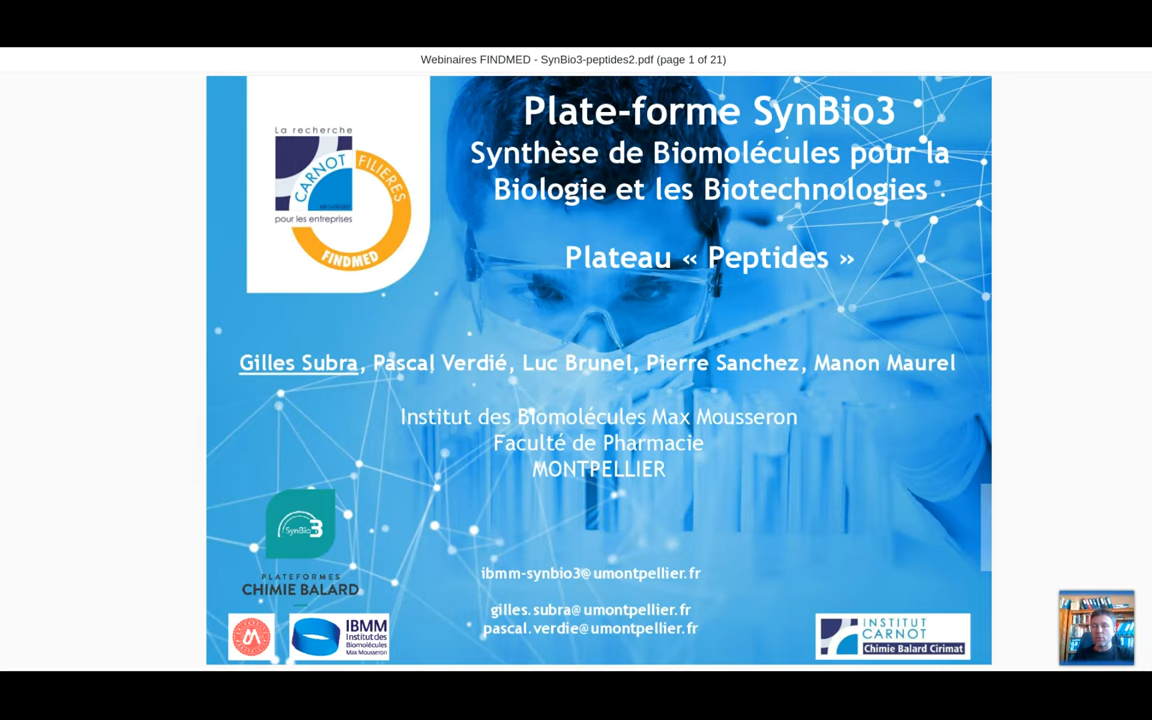 Webinaires FINDMED - SynBio3-peptides2.pdf (page 1 of 21)
La recherche
CARNOT
FILIÈRES
pour les entreprises
FINDMED
Plate-forme SynBio3
Synthèse de Biomolécules pour la
Biologie et les Biotechnologies
Plateau « Peptides »
Gilles Subra, Pascal Verdié, Luc Brunel, Pierre Sanchez, Manon Maurel
Institut des Biomolécules Max Mousseron
Faculté de Pharmacie
MONTPELLIER
SynBio3
PLATEFORMES
CHIMIE BALARD
ibmm-synbio3@umontpellier.fr
gilles.subra@umontpellier.fr
pascal.verdie@umontpellier.fr
IBMM
Institut des
Biomolécules
Max Mousseron
INSTITUT
CARNOT
Chimie Balard Cirimat